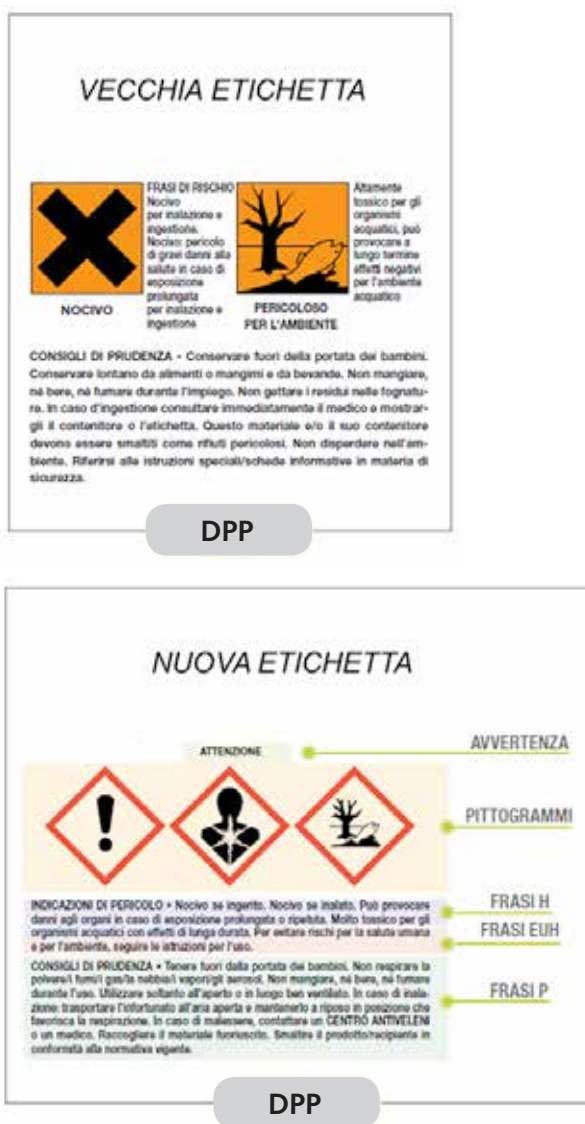 VECCHIA ETICHETTA
FRASI DI RISCHIO
Nocivo
per inalazione e
ingestione.
Nocivo: pericolo
di gravi danni alla
salute in caso di
esposizione
prolungata
per inalazione e
ingestione
NOCIVO
Altamente
tossico per gli
organismi
acquatici, può
provocare a
lungo termine
effetti negativi
per l'ambiente
acquatico
PERICOLOSO
PER L'AMBIENTE
CONSIGLI DI PRUDENZA - Conservare fuori della portata dei bambini.
Conservare lontano da alimenti o mangimi e da bevande. Non mangiare,
né bere, né fumare durante l'impiego. Non gettare i residui nelle fognatu-
re. In caso d'ingestione consultare immediatamente il medico e mostrar-
gli il contenitore o l'etichetta. Questo materiale e/o il suo contenitore
devono essere smaltiti come rifiuti pericolosi. Non disperdere nell'am-
biente. Riferirsi alle istruzioni speciali/schede informative in materia di
sicurezza.
DPP
NUOVA ETICHETTA
ATTENZIONE
AVVERTENZA
PITTOGRAMMI
INDICAZIONI DI PERICOLO • Nocivo se ingerito. Nocivo se inalato. Può provocare
danni agli organi in caso di esposizione prolungata o ripetuta. Molto tossico per gli
organismi acquatici con effetti di lunga durata. Per evitare rischi per la salute umana
e per l'ambiente, seguire le istruzioni per l'uso.
FRASI H
FRASI EUH
CONSIGLI DI PRUDENZA • Tenere fuori dalla portata dei bambini. Non respirare la
polvere/i fumi/i gas/la nebbia/i vapori/gli aerosol. Non mangiare, né bere, né fumare
durante l'uso. Utilizzare soltanto all'aperto o in luogo ben ventilato. In caso di inala-
zione: trasportare l'infortunato all'aria aperta e mantenerlo a riposo in posizione che
favorisca la respirazione. In caso di malessere, contattare un CENTRO ANTIVELENI
o un medico. Raccogliere il materiale fuoriuscito. Smaltire il prodotto/recipiente in
conformità alla normativa vigente.
FRASI P
DPP